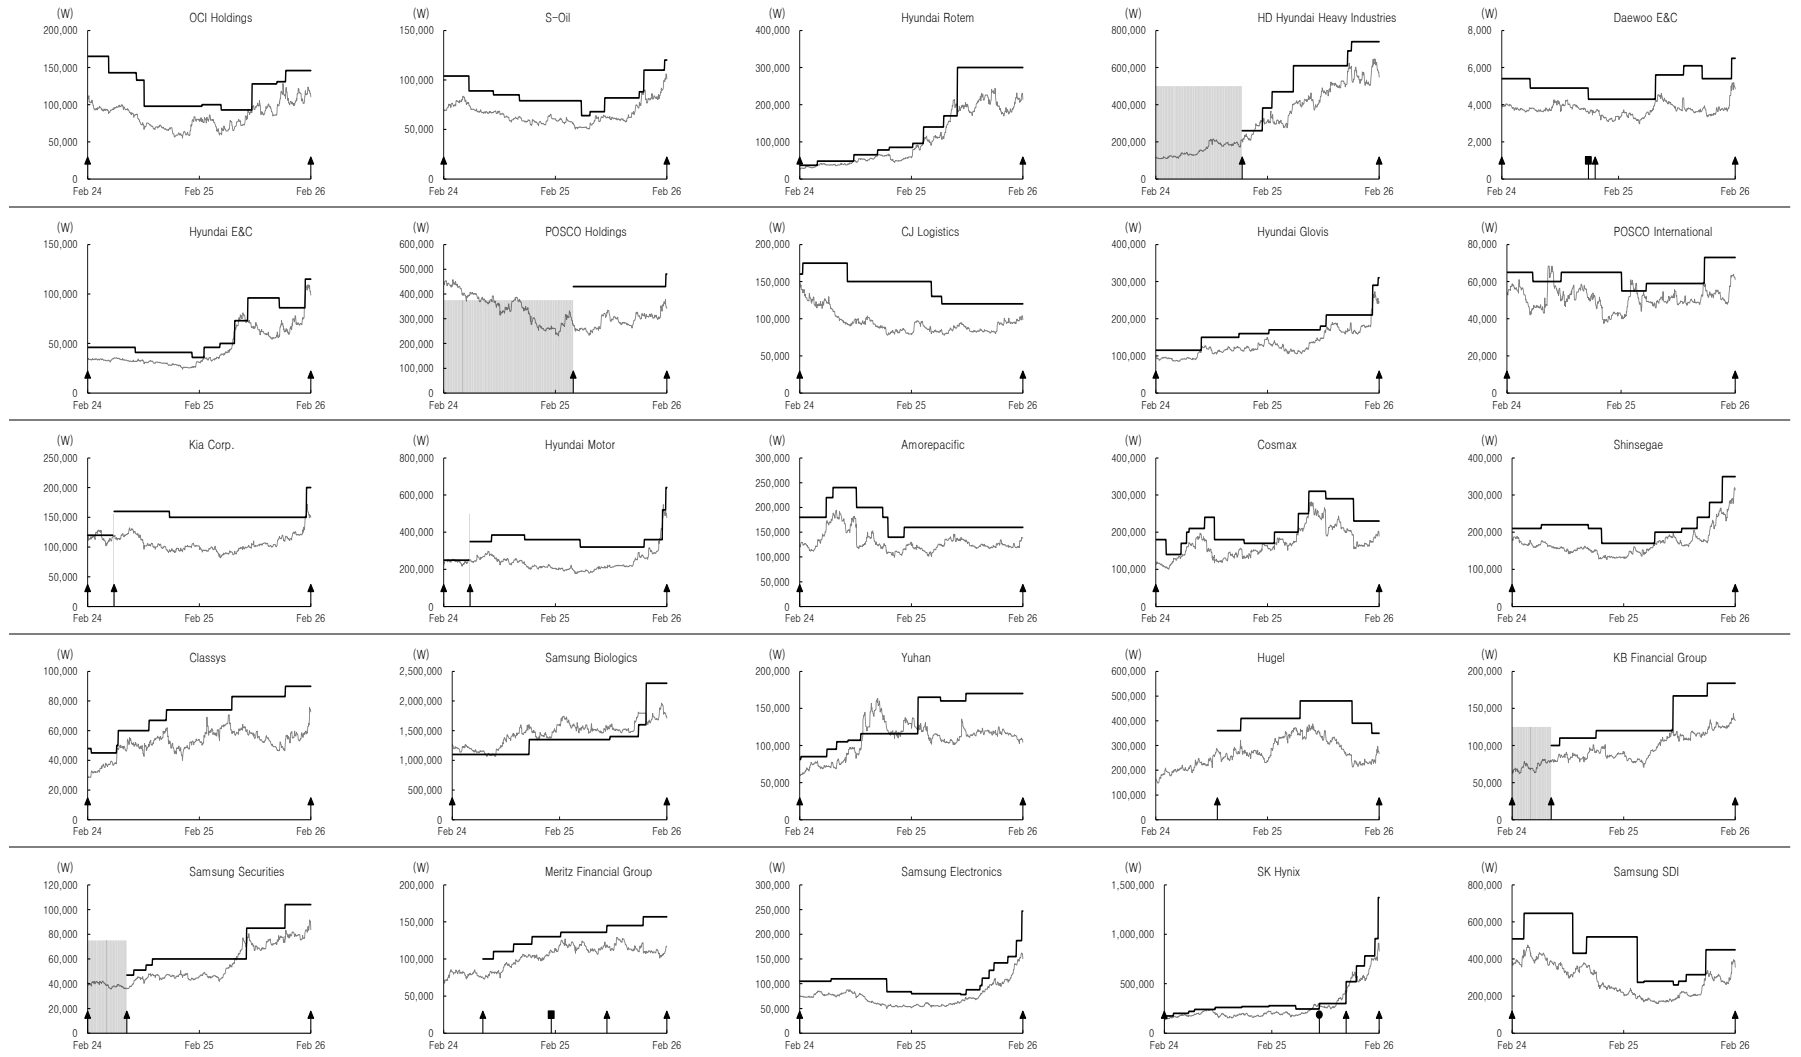 (W) OCI Holdings
200,000
150,000
100,000
50,000
0
Feb 24 Feb 25 Feb 26
(W) S-Oil
150,000
100,000
50,000
0
Feb 24 Feb 25 Feb 26
(W) Hyundai Rotem
400,000
300,000
200,000
100,000
0
Feb 24 Feb 25 Feb 26
(W) HD Hyundai Heavy Industries
800,000
600,000
400,000
200,000
0
Feb 24 Feb 25 Feb 26
(W) Daewoo E&C
8,000
6,000
4,000
2,000
0
Feb 24 Feb 25 Feb 26
(W) Hyundai E&C
150,000
100,000
50,000
0
Feb 24 Feb 25 Feb 26
(W) POSCO Holdings
600,000
500,000
400,000
300,000
200,000
100,000
0
Feb 24 Feb 25 Feb 26
(W) CJ Logistics
200,000
150,000
100,000
50,000
0
Feb 24 Feb 25 Feb 26
(W) Hyundai Glovis
400,000
300,000
200,000
100,000
0
Feb 24 Feb 25 Feb 26
(W) POSCO International
80,000
60,000
40,000
20,000
0
Feb 24 Feb 25 Feb 26
(W) Kia Corp.
250,000
200,000
150,000
100,000
50,000
0
Feb 24 Feb 25 Feb 26
(W) Hyundai Motor
800,000
600,000
400,000
200,000
0
Feb 24 Feb 25 Feb 26
(W) Amorepacific
300,000
250,000
200,000
150,000
100,000
50,000
0
Feb 24 Feb 25 Feb 26
(W) Cosmax
400,000
300,000
200,000
100,000
0
Feb 24 Feb 25 Feb 26
(W) Shinsegae
400,000
300,000
200,000
100,000
0
Feb 24 Feb 25 Feb 26
(W) Classys
100,000
80,000
60,000
40,000
20,000
0
Feb 24 Feb 25 Feb 26
(W) Samsung Biologics
2,500,000
2,000,000
1,500,000
1,000,000
500,000
0
Feb 24 Feb 25 Feb 26
(W) Yuhan
200,000
150,000
100,000
50,000
0
Feb 24 Feb 25 Feb 26
(W) Hugel
600,000
500,000
400,000
300,000
200,000
100,000
0
Feb 24 Feb 25 Feb 26
(W) KB Financial Group
200,000
150,000
100,000
50,000
0
Feb 24 Feb 25 Feb 26
(W) Samsung Securities
120,000
100,000
80,000
60,000
40,000
20,000
0
Feb 24 Feb 25 Feb 26
(W) Meritz Financial Group
200,000
150,000
100,000
50,000
0
Feb 24 Feb 25 Feb 26
(W) Samsung Electronics
300,000
250,000
200,000
150,000
100,000
50,000
0
Feb 24 Feb 25 Feb 26
(W) SK Hynix
1,500,000
1,000,000
500,000
0
Feb 24 Feb 25 Feb 26
(W) Samsung SDI
800,000
600,000
400,000
200,000
0
Feb 24 Feb 25 Feb 26